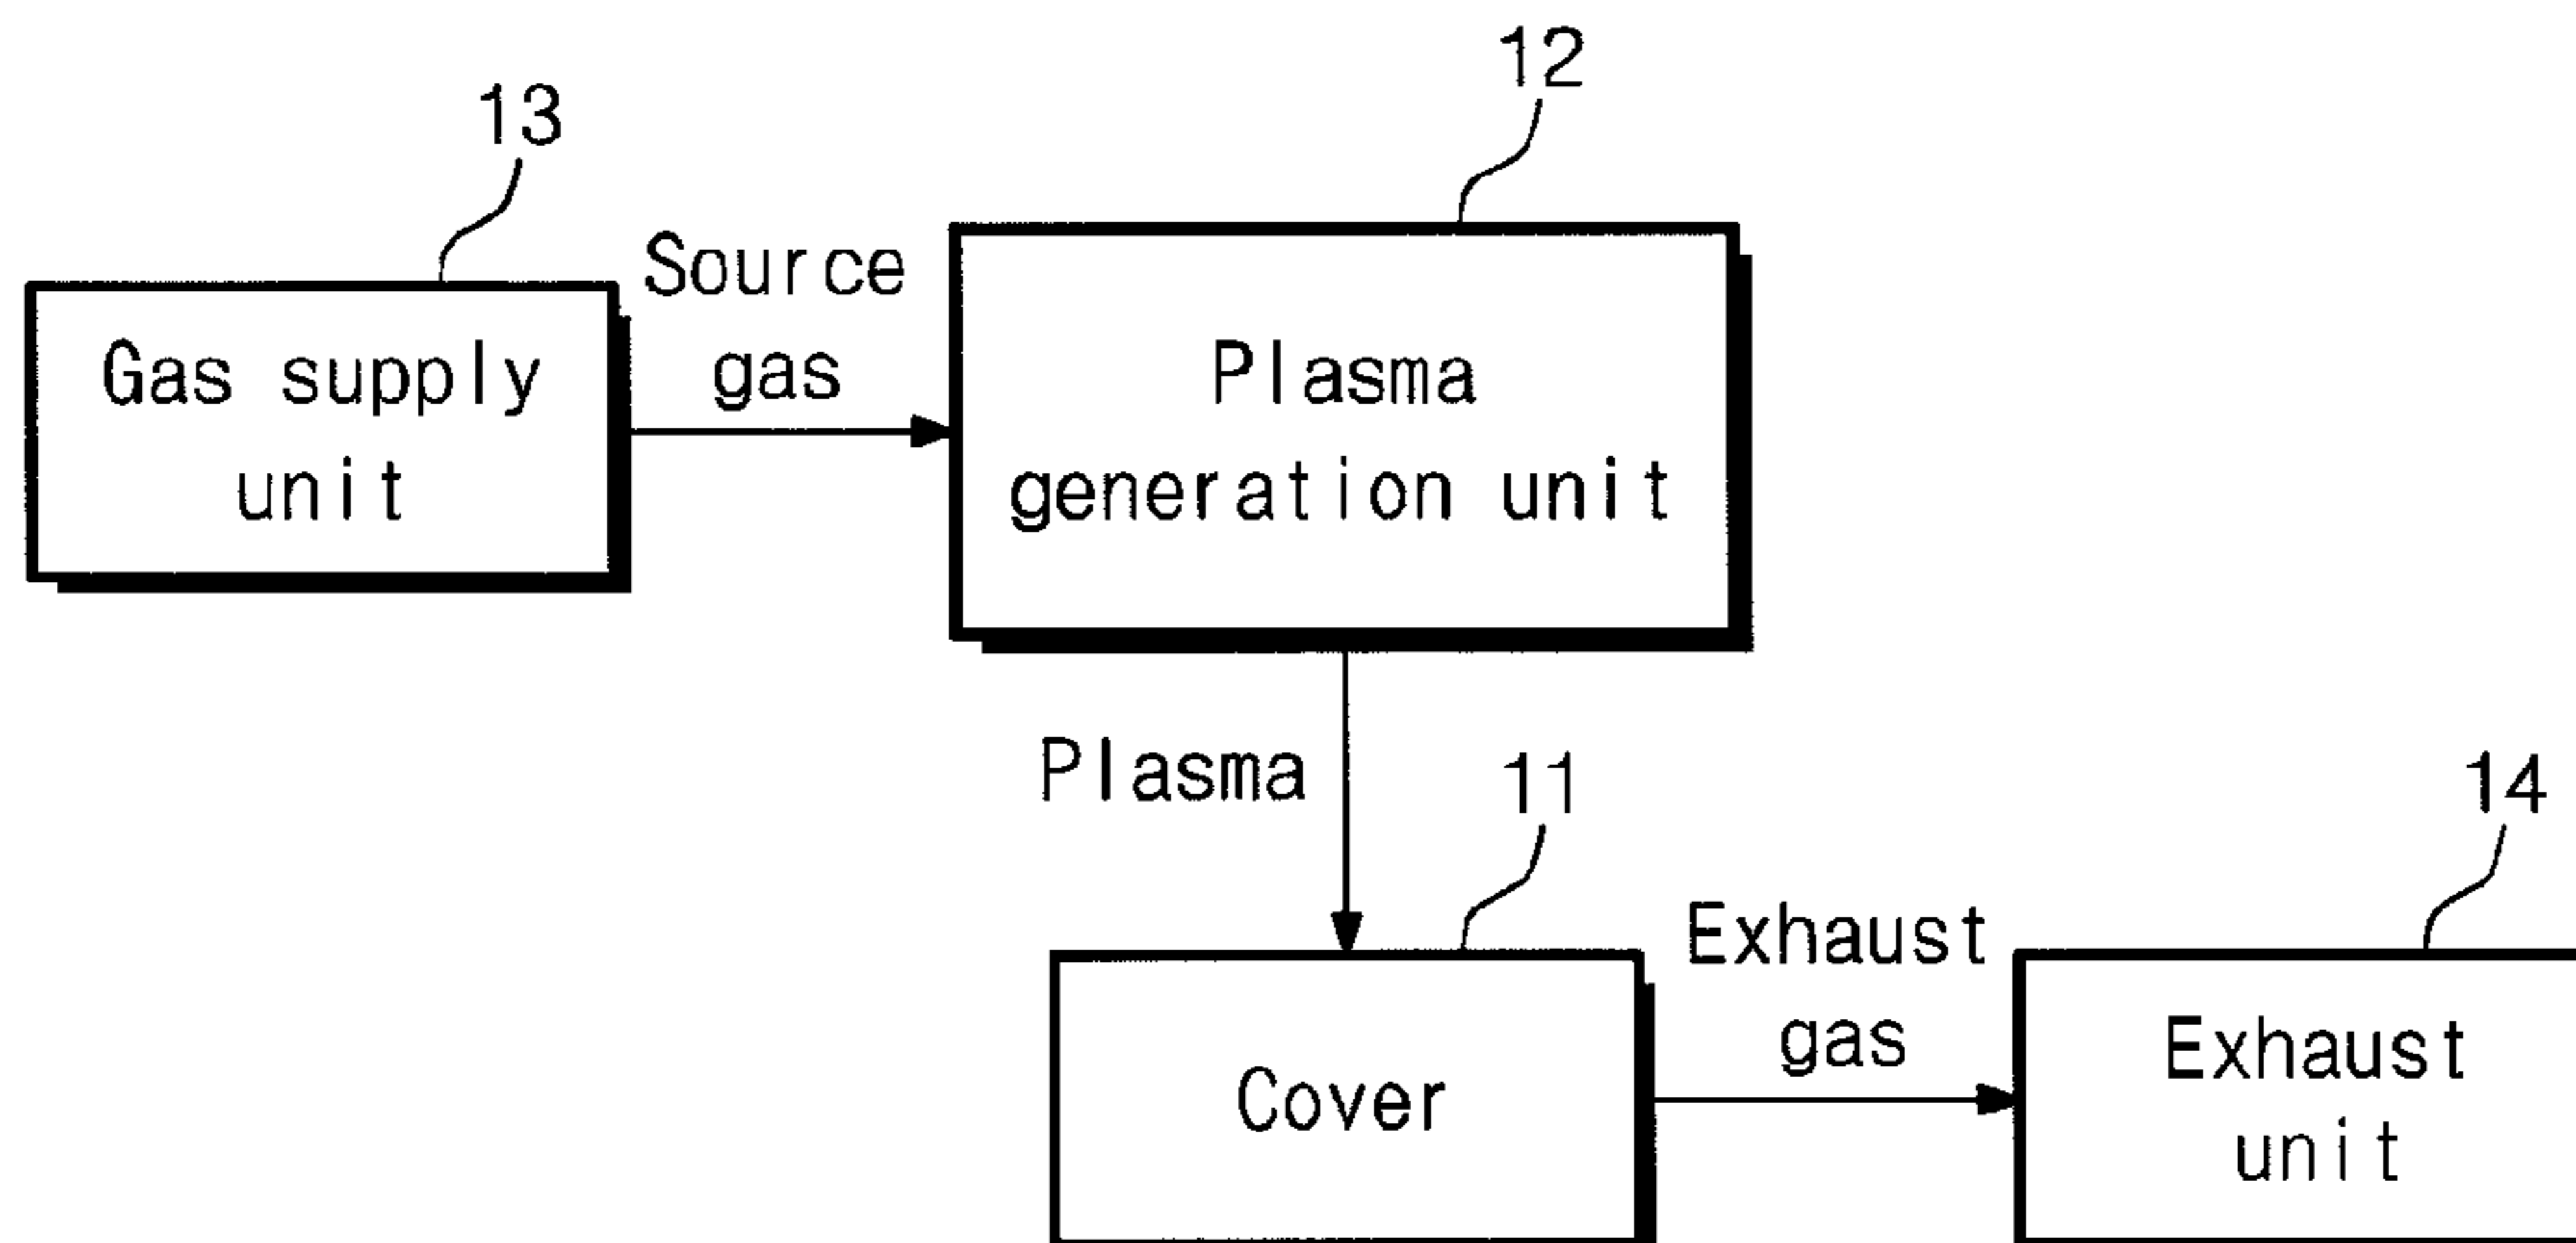 12
13
Source
gas
Gas supply
unit
Plasma
generation unit
Plasma
11
14
Exhaust
gas
Cover
Exhaust
unit